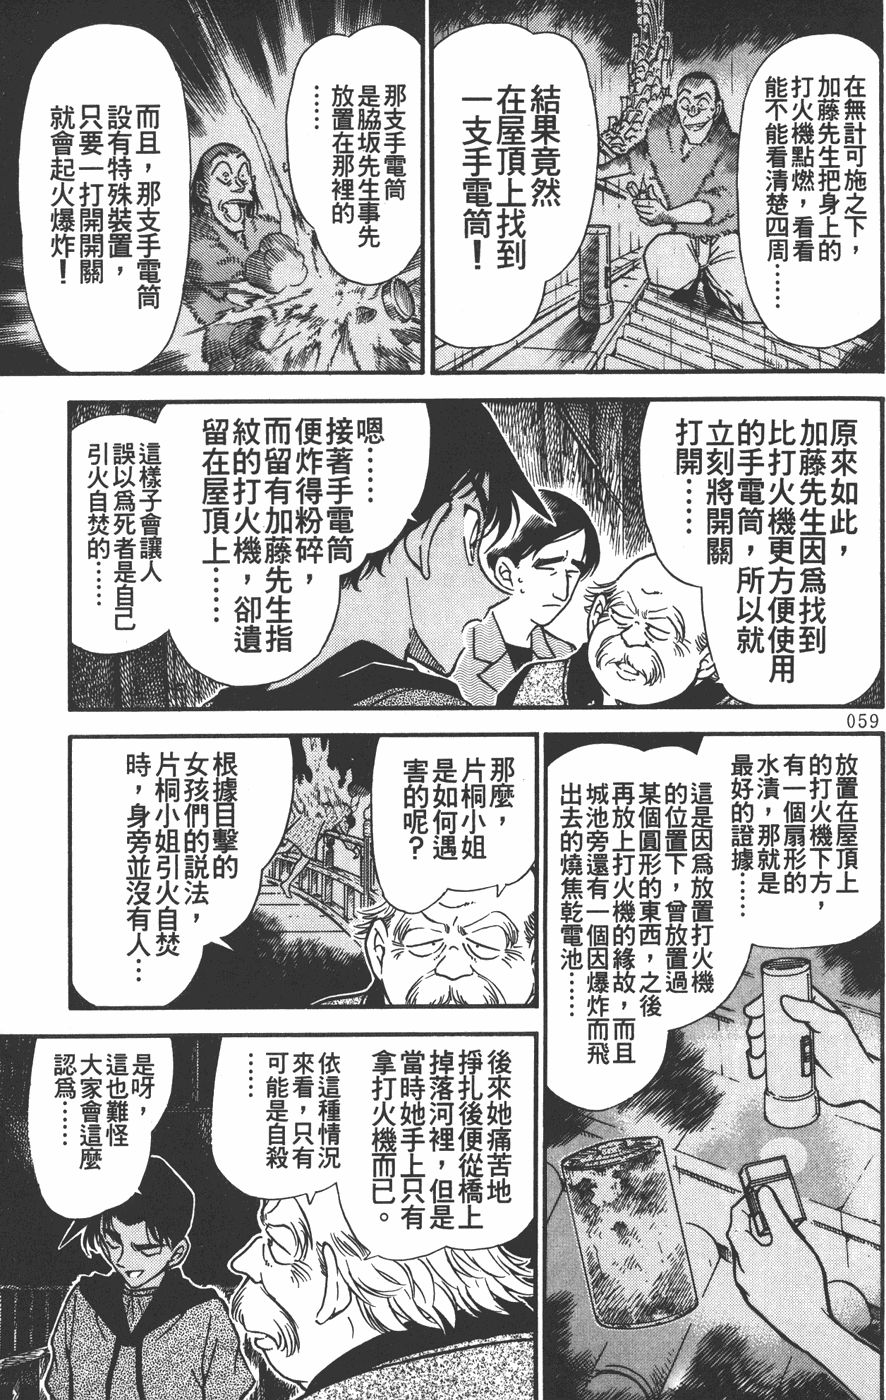 在無計可施之下，
加藤先生把身上的
打火機點燃，看看
能不能看清楚四周……
結果竟然
在屋頂上找到
一支手電筒！
那支手電筒
是脇坂先生事先
放置在那裡的
……
而且，那支手電筒
設有特殊裝置，
只要一打開開關
就會起火爆炸！
原來如此，
加藤先生因為找到
比打火機更方便使用
的手電筒，所以就
立刻將開關
打開……
嗯……
接著手電筒
便炸得粉碎，
而留有加藤先生指
紋的打火機，卻遺
留在屋頂上……
這樣子會讓人
誤以為死者是自己
引火自焚的……
059
放置在屋頂上
的打火機下方，
有一個扇形的
水漬，那就是
最好的證據……
這是因為放置打火機
的位置下，曾放置過
某個圓形的東西，之後
再放上打火機的緣故，而且
城池旁還有一個因爆炸而飛
出去的燒焦乾電池……
那麼，
片桐小姐
是如何遇
害的呢？
根據目擊的
女孩們的說法，
片桐小姐引火自焚
時，身旁並沒有人…
後來她痛苦地
掙扎後便從橋上
掉落河裡，但是
當時她手上只有
拿打火機而已。
依這種情況
來看，只有
可能是自殺
……
是呀，
這也難怪
大家會這麼
認為……